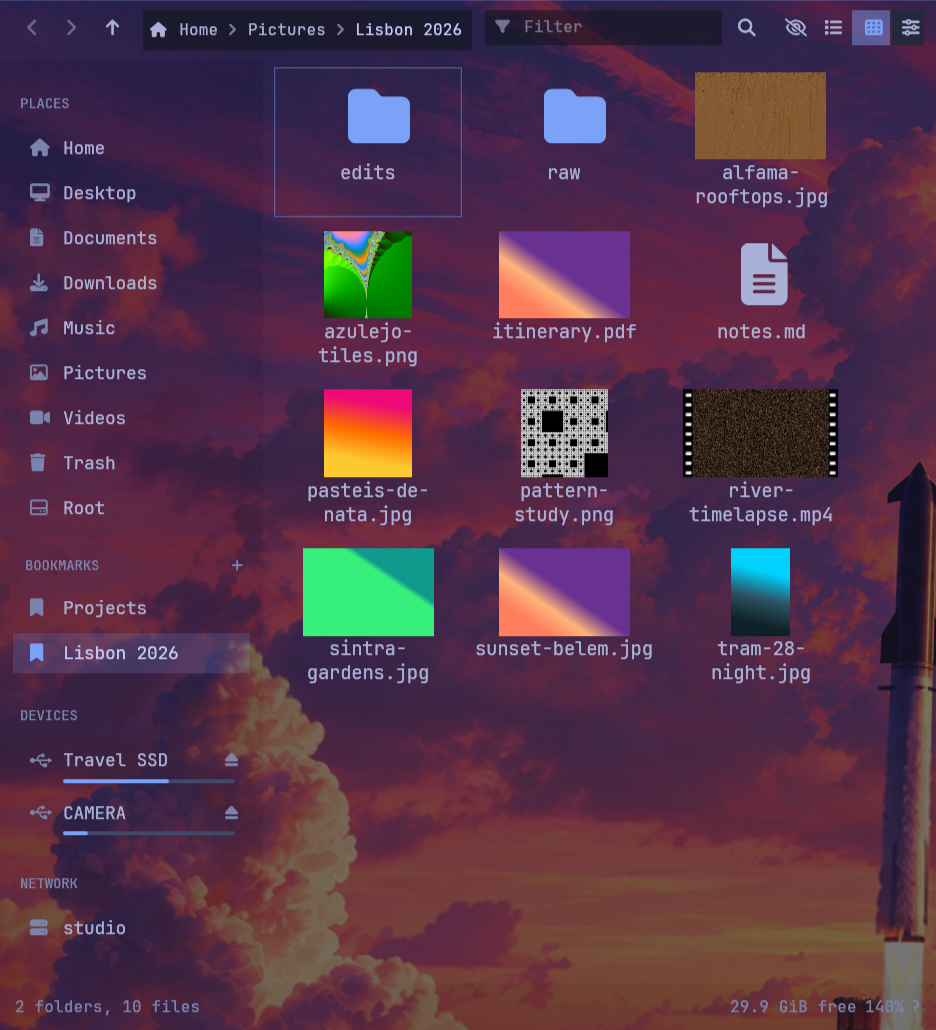 Home > Pictures > Lisbon 2026
Filter
PLACES
Home
Desktop
Documents
Downloads
Music
Pictures
Videos
Trash
Root
BOOKMARKS +
Projects
Lisbon 2026
DEVICES
Travel SSD
CAMERA
NETWORK
studio
edits
raw
alfama-
rooftops.jpg
azulejo-
tiles.png
itinerary.pdf
notes.md
pasteis-de-
nata.jpg
pattern-
study.png
river-
timelapse.mp4
sintra-
gardens.jpg
sunset-belem.jpg
tram-28-
night.jpg
2 folders, 10 files
29.9 GiB free 140% ?